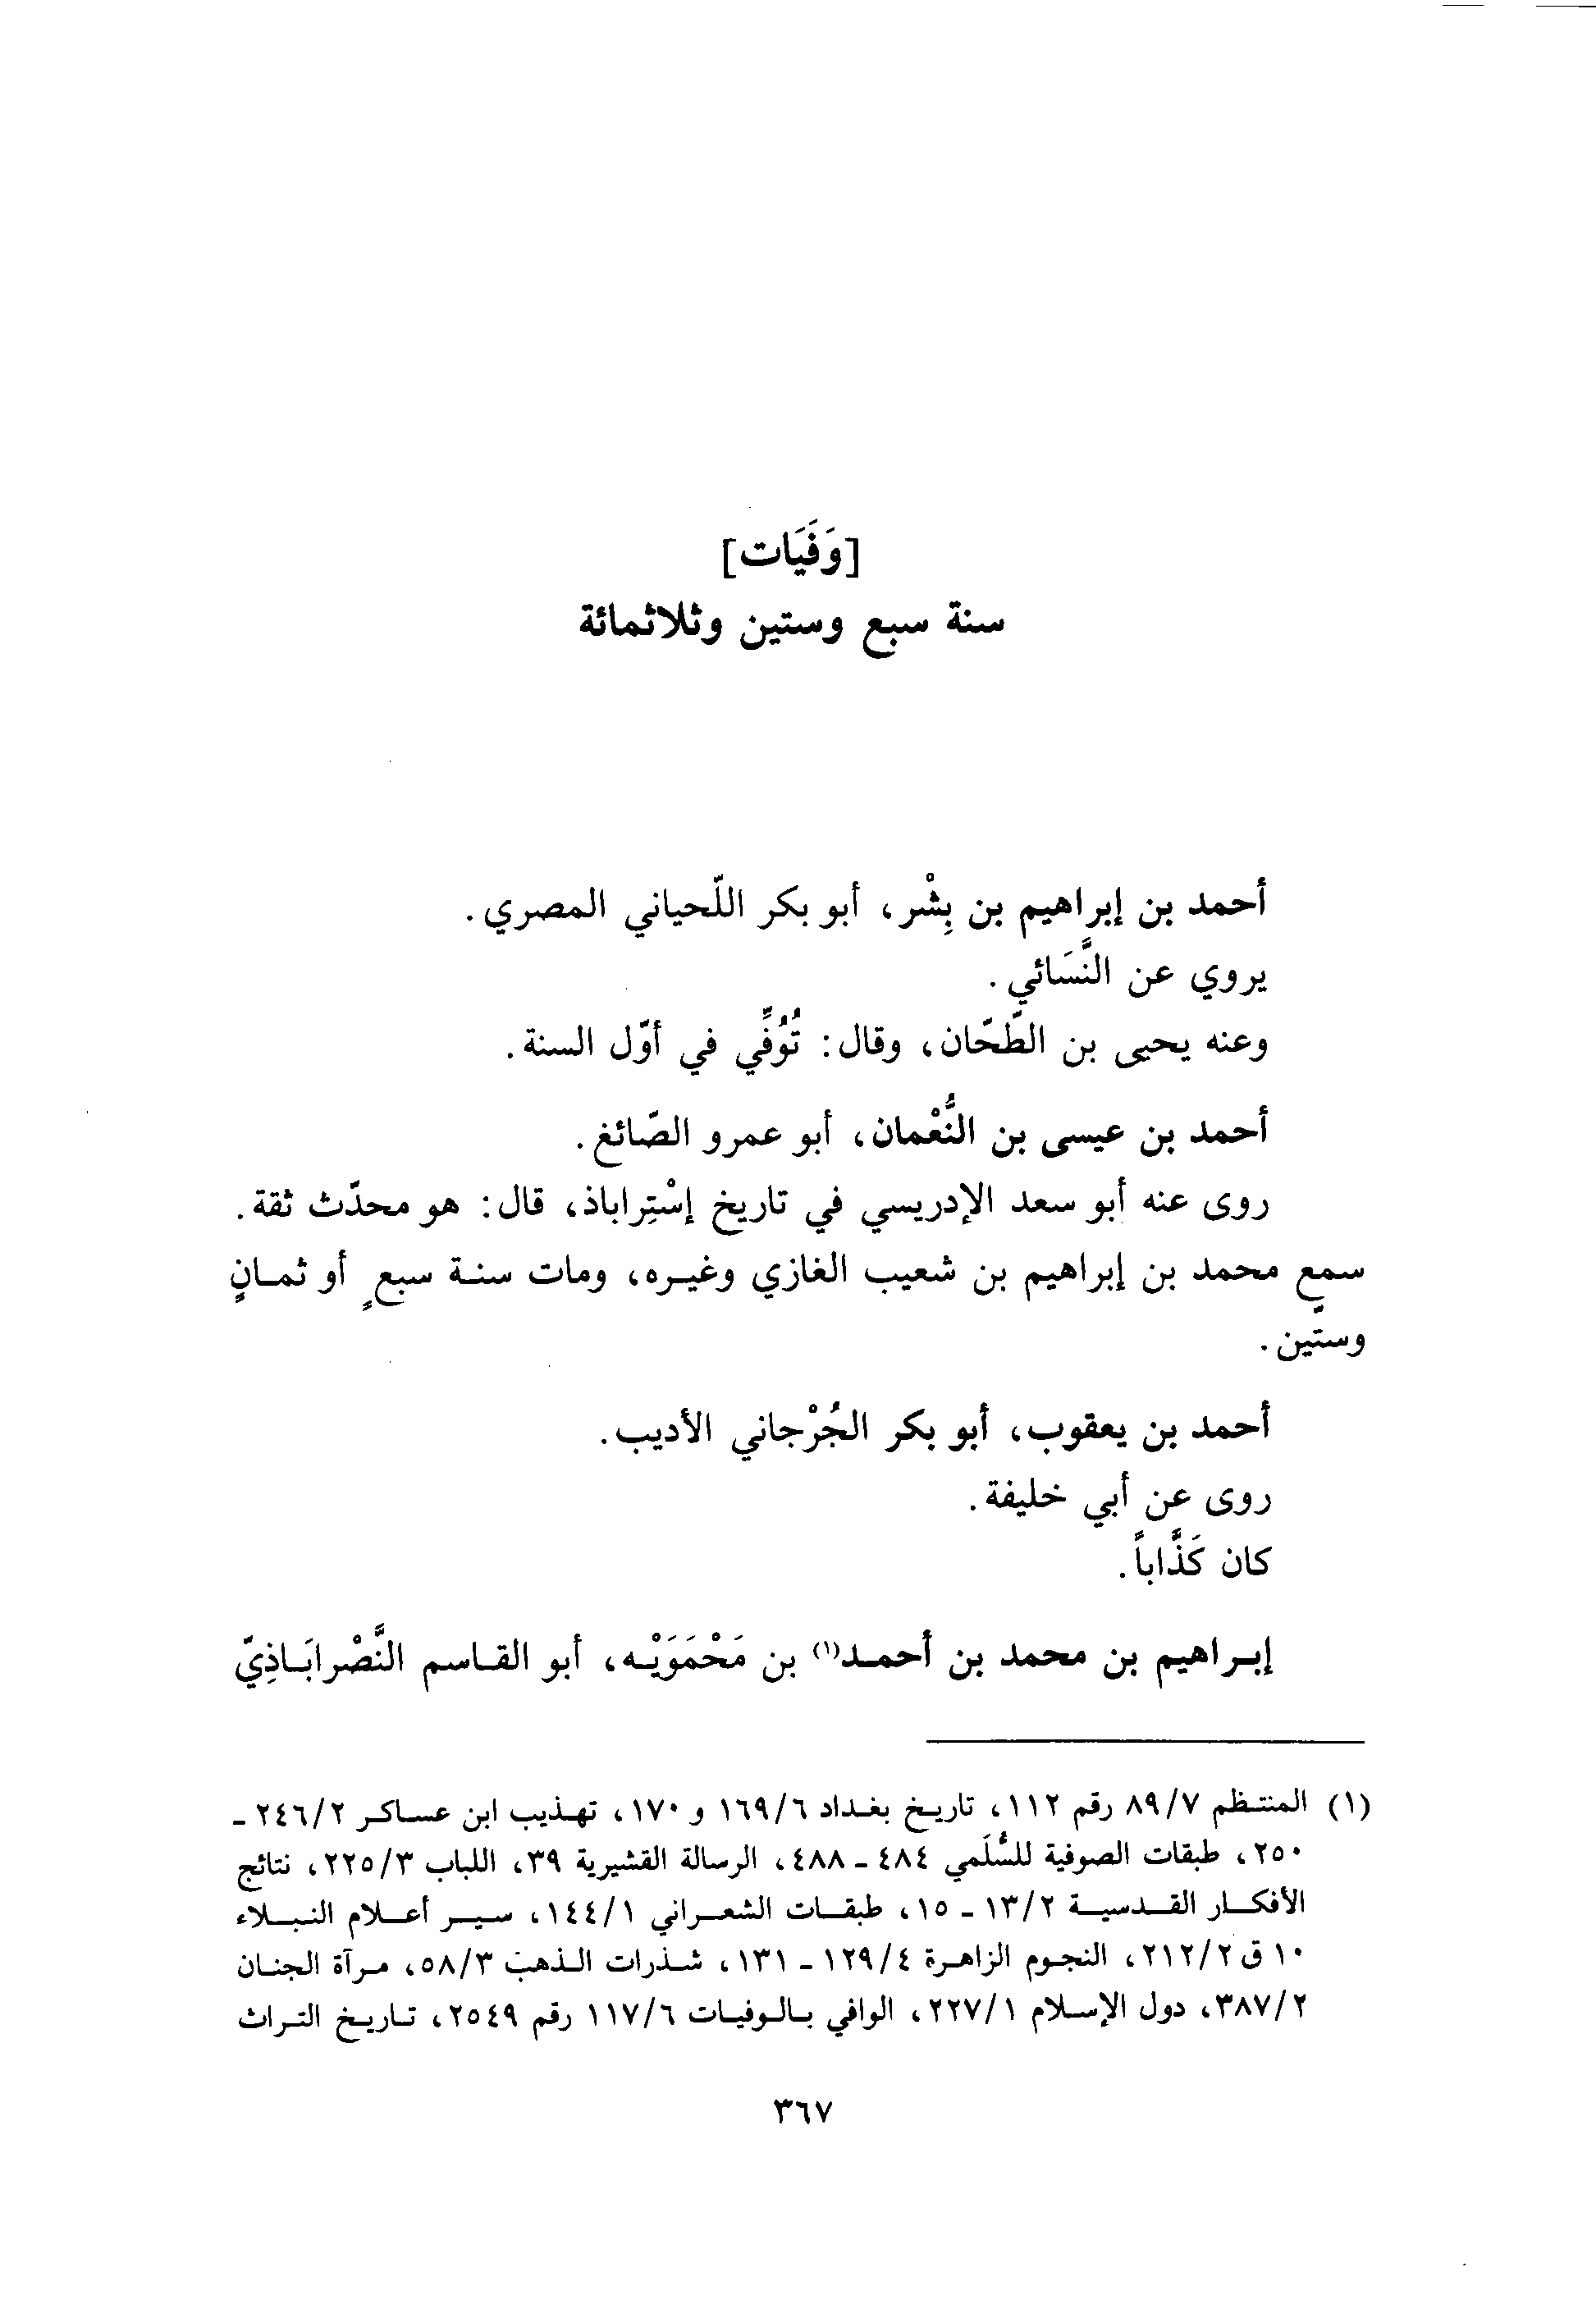 [وَفَيَات]
سنة سبع وستين وثلاثمائة
أحمد بن إبراهيم بن بِشْر، أبو بكر اللّحياني المصري.
يروي عن النَّسَائي.
وعنه يحيى بن الطّحّان، وقال: تُوُفِّي في أوّل السنة.
أحمد بن عيسى بن النُّعْمان، أبو عمرو الصّائغ.
روى عنه أبو سعد الإدريسي في تاريخ إسْتِراباذ، قال: هو محدّث ثقة.
سمع محمد بن إبراهيم بن شعيب الغازي وغيره، ومات سنة سبعٍ أو ثمانٍ
وستّين.
أحمد بن يعقوب، أبو بكر الجُرْجاني الأديب.
روى عن أبي خليفة.
كان كَذَّاباً.
إبراهيم بن محمد بن أحمد(١) بن مَحْمَوَيْه، أبو القاسم النَّصْرابَاذِيّ
(١) المنتظم ٨٩/٧ رقم ١١٢، تاريخ بغداد ١٦٩/٦ و ١٧٠، تهذيب ابن عساكر ٢٤٦/٢ -
٢٥٠، طبقات الصوفية للسُّلَمي ٤٨٤ - ٤٨٨، الرسالة القشيرية ٣٩، اللباب ٢٢٥/٣، نتائج
الأفكار القدسية ١٣/٢ - ١٥، طبقات الشعراني ١٤٤/١، سير أعلام النبلاء
١٠ ق ٢١٢/٢، النجوم الزاهرة ١٢٩/٤ - ١٣١، شذرات الذهب ٥٨/٣، مرآة الجنان
٣٨٧/٢، دول الإسلام ٢٢٧/١، الوافي بالوفيات ١١٧/٦ رقم ٢٥٤٩، تاريخ التراث
٣٦٧